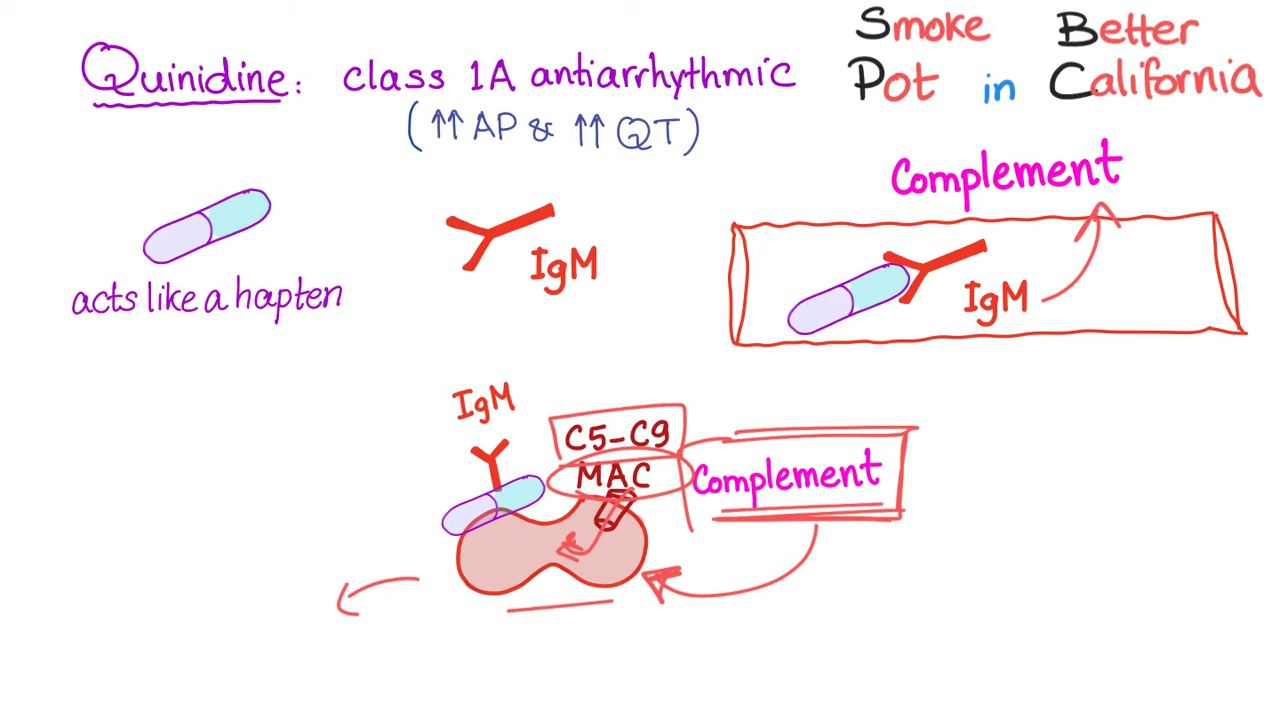 Smoke Better
Pot in California
Quinidine: class 1A antiarrhythmic
(↑↑ AP & ↑↑ QT)
Complement
IgM
IgM
acts like a hapten
IgM
C5-C9
MAC
Complement